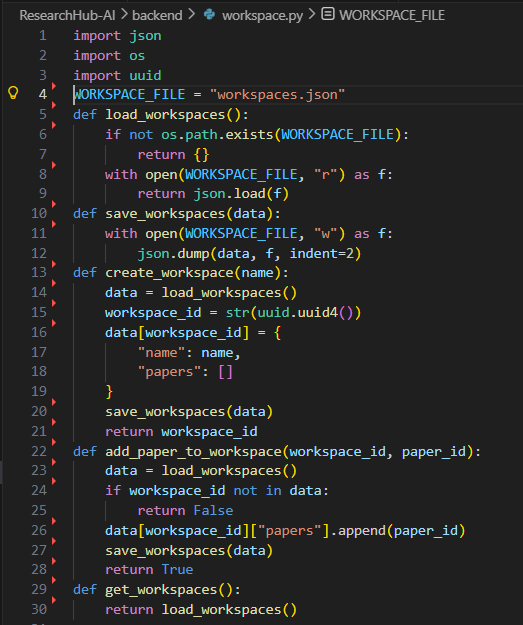 ResearchHub-AI > backend > workspace.py > WORKSPACE_FILE
1 import json
2 import os
3 import uuid
4 WORKSPACE_FILE = "workspaces.json"
5 def load_workspaces():
6     if not os.path.exists(WORKSPACE_FILE):
7         return {}
8     with open(WORKSPACE_FILE, "r") as f:
9         return json.load(f)
10 def save_workspaces(data):
11     with open(WORKSPACE_FILE, "w") as f:
12         json.dump(data, f, indent=2)
13 def create_workspace(name):
14     data = load_workspaces()
15     workspace_id = str(uuid.uuid4())
16     data[workspace_id] = {
17         "name": name,
18         "papers": []
19     }
20     save_workspaces(data)
21     return workspace_id
22 def add_paper_to_workspace(workspace_id, paper_id):
23     data = load_workspaces()
24     if workspace_id not in data:
25         return False
26     data[workspace_id]["papers"].append(paper_id)
27     save_workspaces(data)
28     return True
29 def get_workspaces():
30     return load_workspaces()